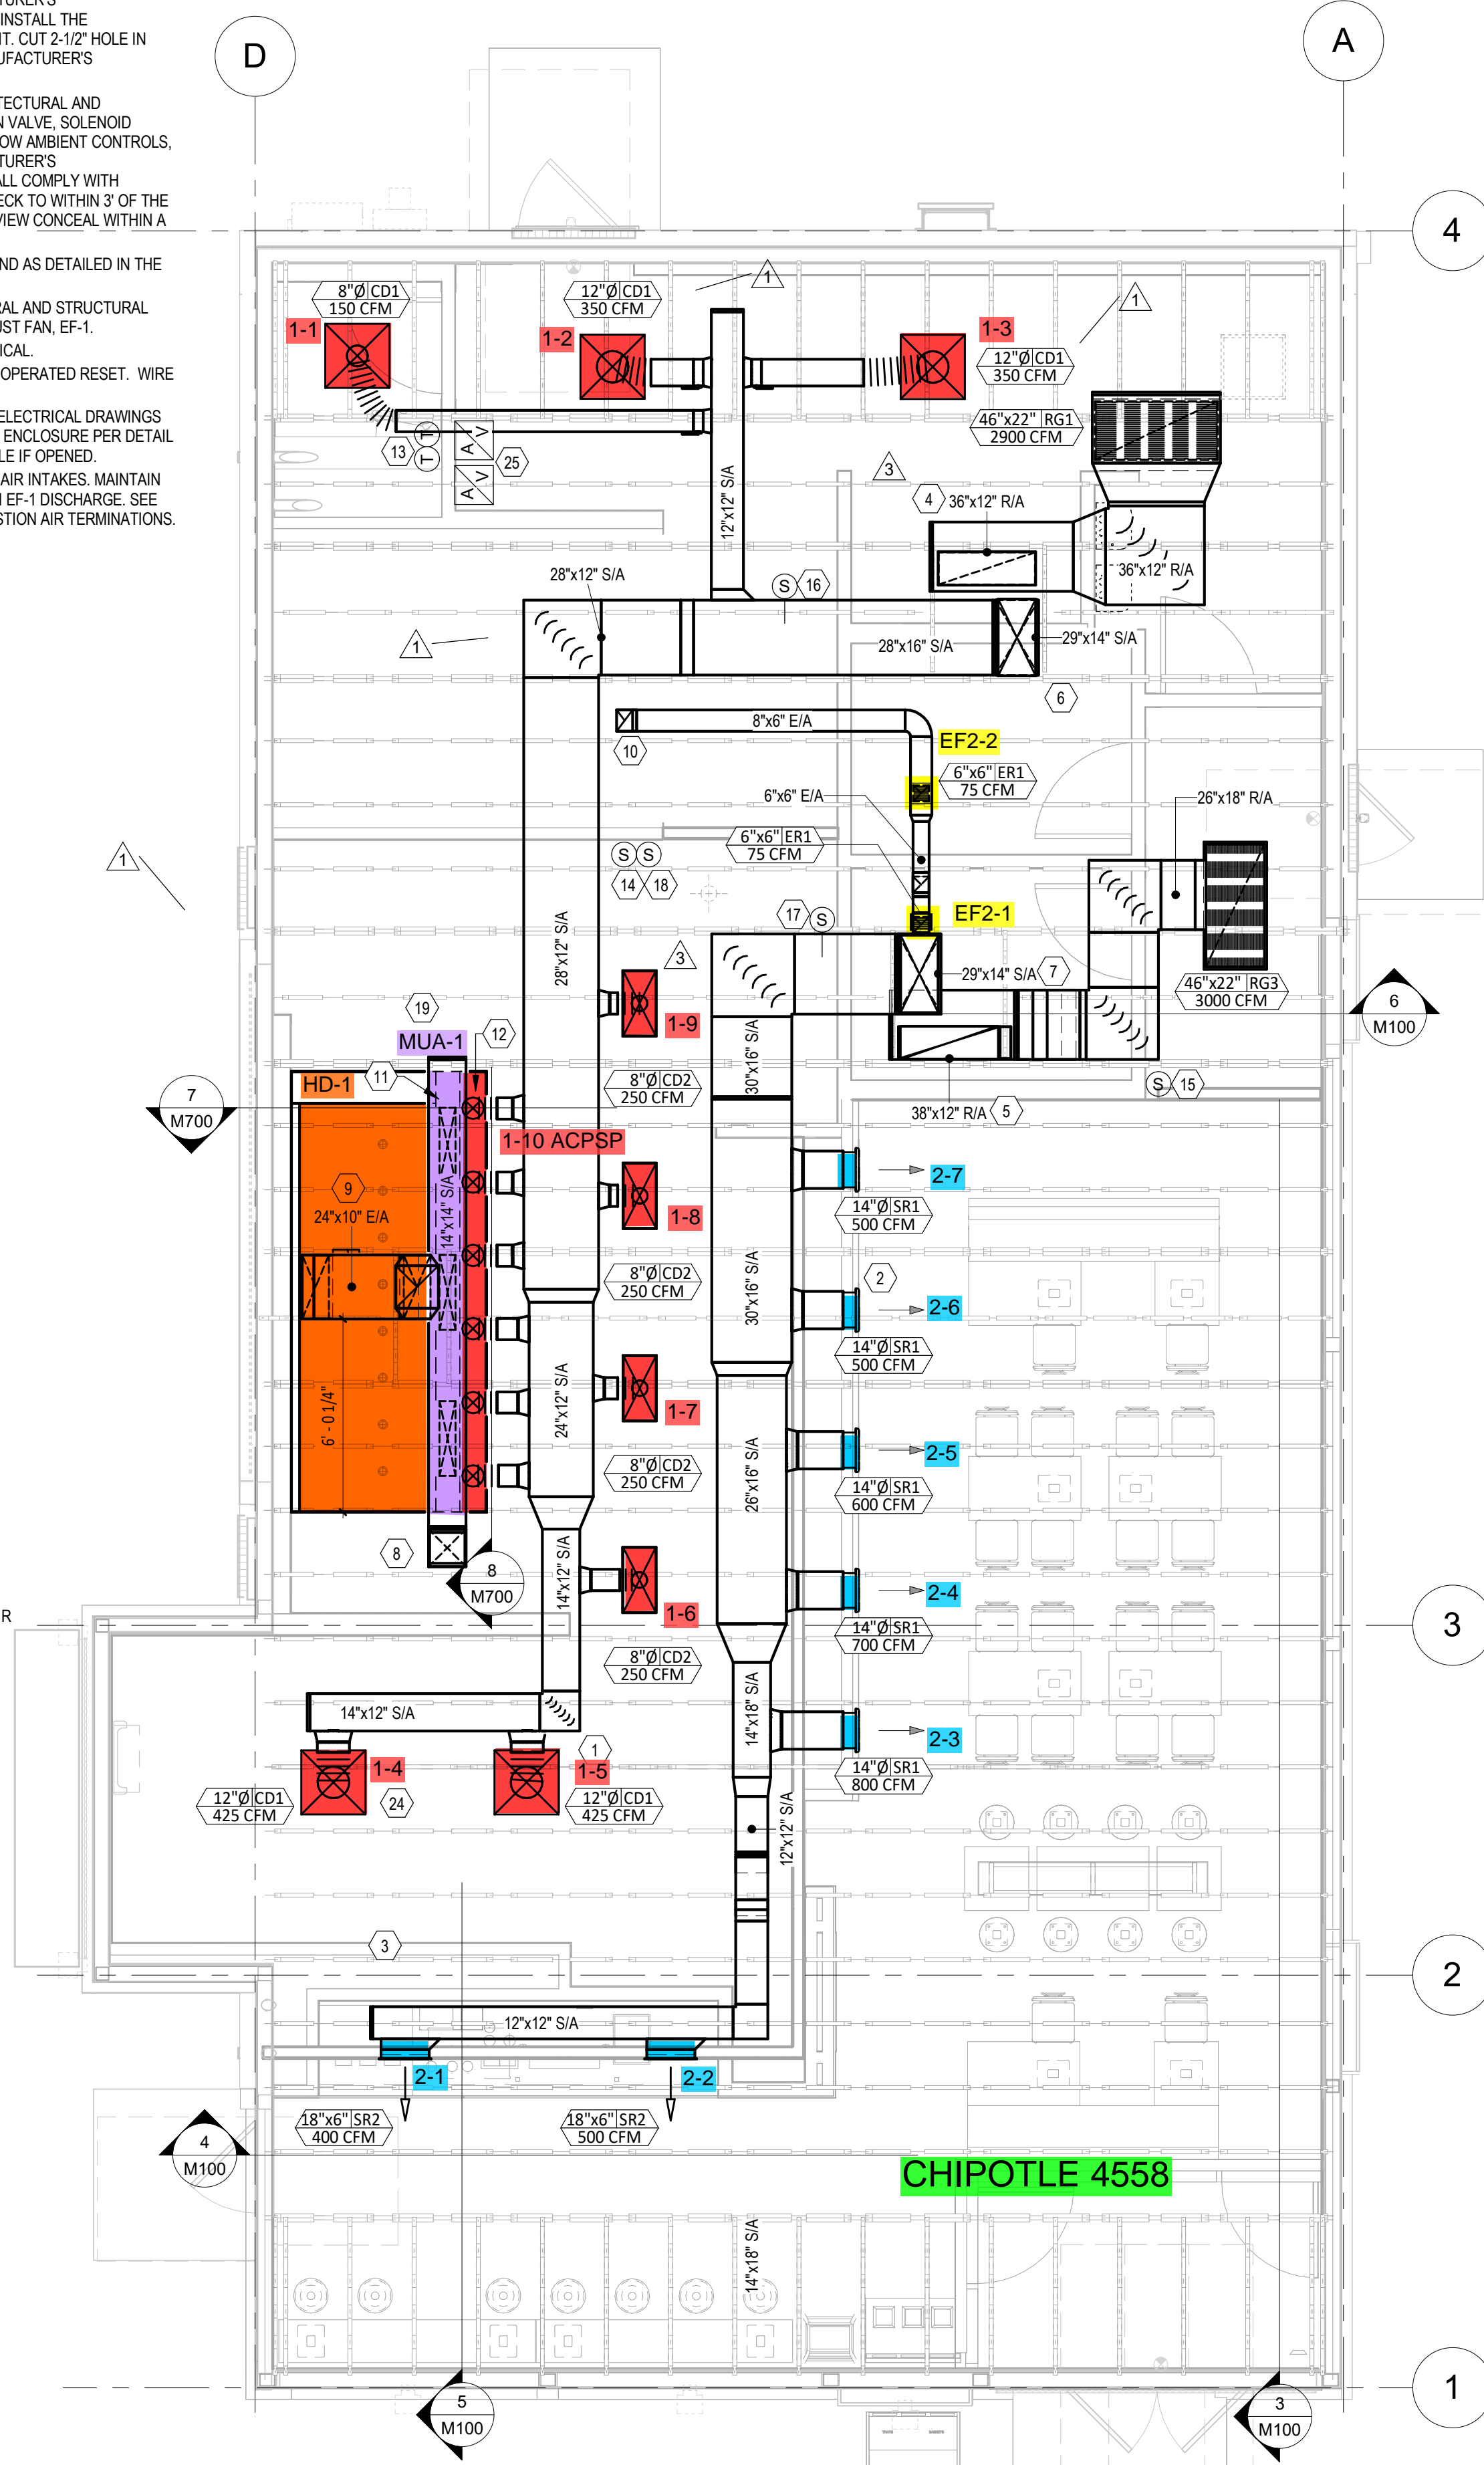 TURER'S
INSTALL THE
IT. CUT 2-1/2" HOLE IN
UFACTURER'S
TECTURAL AND
N VALVE, SOLENOID
OW AMBIENT CONTROLS,
TURER'S
ALL COMPLY WITH
ECK TO WITHIN 3' OF THE
VIEW CONCEAL WITHIN A
ND AS DETAILED IN THE
RAL AND STRUCTURAL
UST FAN, EF-1.
ICAL.
OPERATED RESET. WIRE
ELECTRICAL DRAWINGS
ENCLOSURE PER DETAIL
LE IF OPENED.
AIR INTAKES. MAINTAIN
EF-1 DISCHARGE. SEE
STION AIR TERMINATIONS.
D
A
4
8"Ø CD1
150 CFM
1-1
12"Ø CD1
350 CFM
1-2
1
1-3
1
12"Ø CD1
350 CFM
46"x22" RG1
2900 CFM
13
T
T
A V
A V
25
12"x12" S/A
3
4
36"x12" R/A
36"x12" R/A
28"x12" S/A
S
16
1
28"x16" S/A
29"x14" S/A
6
8"x6" E/A
10
EF2-2
6"x6" ER1
75 CFM
6"x6" E/A
26"x18" R/A
6"x6" ER1
75 CFM
1
S S
14 18
28"x12" S/A
17
S
EF2-1
3
29"x14" S/A
7
46"x22" RG3
3000 CFM
6
M100
19
1-9
MUA-1
12
30"x16" S/A
HD-1
11
8"Ø CD2
250 CFM
S
15
7
M700
38"x12" R/A
5
1-10 ACPSP
2-7
9
24"x10" E/A
14"x14" S/A
1-8
14"Ø SR1
500 CFM
8"Ø CD2
250 CFM
30"x16" S/A
2
2-6
14"Ø SR1
500 CFM
6' - 0 1/4"
24"x12" S/A
1-7
26"x16" S/A
2-5
8"Ø CD2
250 CFM
14"Ø SR1
600 CFM
8
8
M700
14"x12" S/A
1-6
2-4
R
14"Ø SR1
700 CFM
3
8"Ø CD2
250 CFM
14"x12" S/A
14"x18" S/A
2-3
1
1-4
1-5
14"Ø SR1
800 CFM
12"Ø CD1
425 CFM
24
12"Ø CD1
425 CFM
12"x12" S/A
3
2
12"x12" S/A
2-1
2-2
18"x6" SR2
400 CFM
18"x6" SR2
500 CFM
4
M100
CHIPOTLE 4558
14"x18" S/A
1
5
M100
3
M100